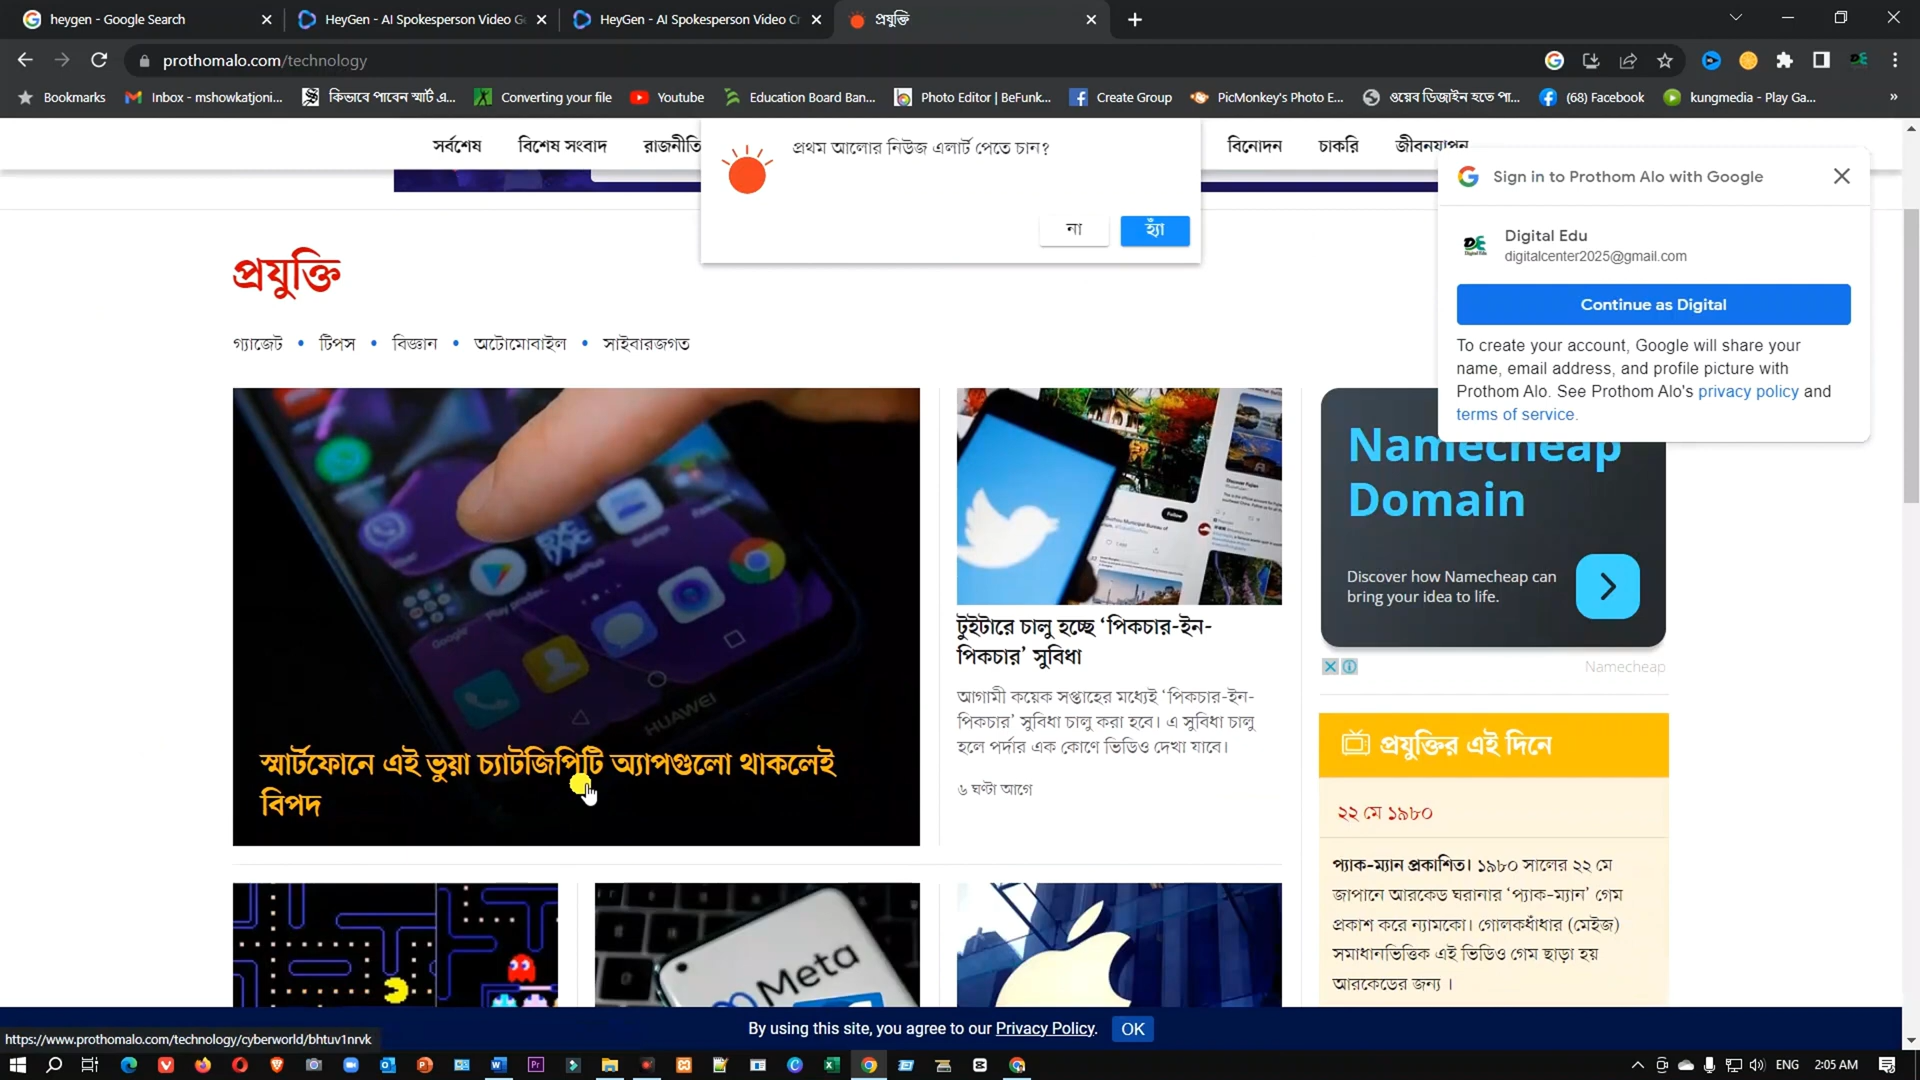 heygen - Google Search
HeyGen - AI Spokesperson Video Ge
HeyGen - AI Spokesperson Video Cr
প্রযুক্তি
prothomalo.com/technology
Bookmarks
Inbox - mshowkatjoni...
কিভাবে পাবেন স্মার্ট এ...
Converting your file
Youtube
Education Board Ban...
Photo Editor | BeFunk...
Create Group
PicMonkey's Photo E...
ওয়েব ডিজাইন হতে পা...
(68) Facebook
kungmedia - Play Ga...
সর্বশেষ
বিশেষ সংবাদ
রাজনীতি
বিনোদন
চাকরি
জীবনযাপন
প্রথম আলোর নিউজ এলার্ট পেতে চান?
না
হ্যাঁ
Sign in to Prothom Alo with Google
Digital Edu
digitalcenter2025@gmail.com
Continue as Digital
To create your account, Google will share your
name, email address, and profile picture with
Prothom Alo. See Prothom Alo's privacy policy and
terms of service.
প্রযুক্তি
গ্যাজেট • টিপস • বিজ্ঞান • অটোমোবাইল • সাইবারজগত
HUAWEI
স্মার্টফোনে এই ভুয়া চ্যাটজিপিটি অ্যাপগুলো থাকলেই
বিপদ
Follow
টুইটারে চালু হচ্ছে ‘পিকচার-ইন-
পিকচার’ সুবিধা
আগামী কয়েক সপ্তাহের মধ্যেই ‘পিকচার-ইন-
পিকচার’ সুবিধা চালু করা হবে। এ সুবিধা চালু
হলে পর্দার এক কোণে ভিডিও দেখা যাবে।
৬ ঘণ্টা আগে
Namecheap
Domain
Discover how Namecheap can
bring your idea to life.
Namecheap
প্রযুক্তির এই দিনে
২২ মে ১৯৮০
প্যাক-ম্যান প্রকাশিত। ১৯৮০ সালের ২২ মে
জাপানে আরকেড ঘরানার ‘প্যাক-ম্যান’ গেম
প্রকাশ করে ন্যামকো। গোলকধাঁধার (মেইজ)
সমাধানভিত্তিক এই ভিডিও গেম ছাড়া হয়
আরকেডের জন্য ।
Meta
By using this site, you agree to our Privacy Policy.
OK
https://www.prothomalo.com/technology/cyberworld/bhtuv1nrvk
ENG
2:05 AM